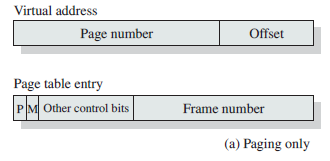 Virtual address
Page number Offset
Page table entry
P M Other control bits Frame number
(a) Paging only